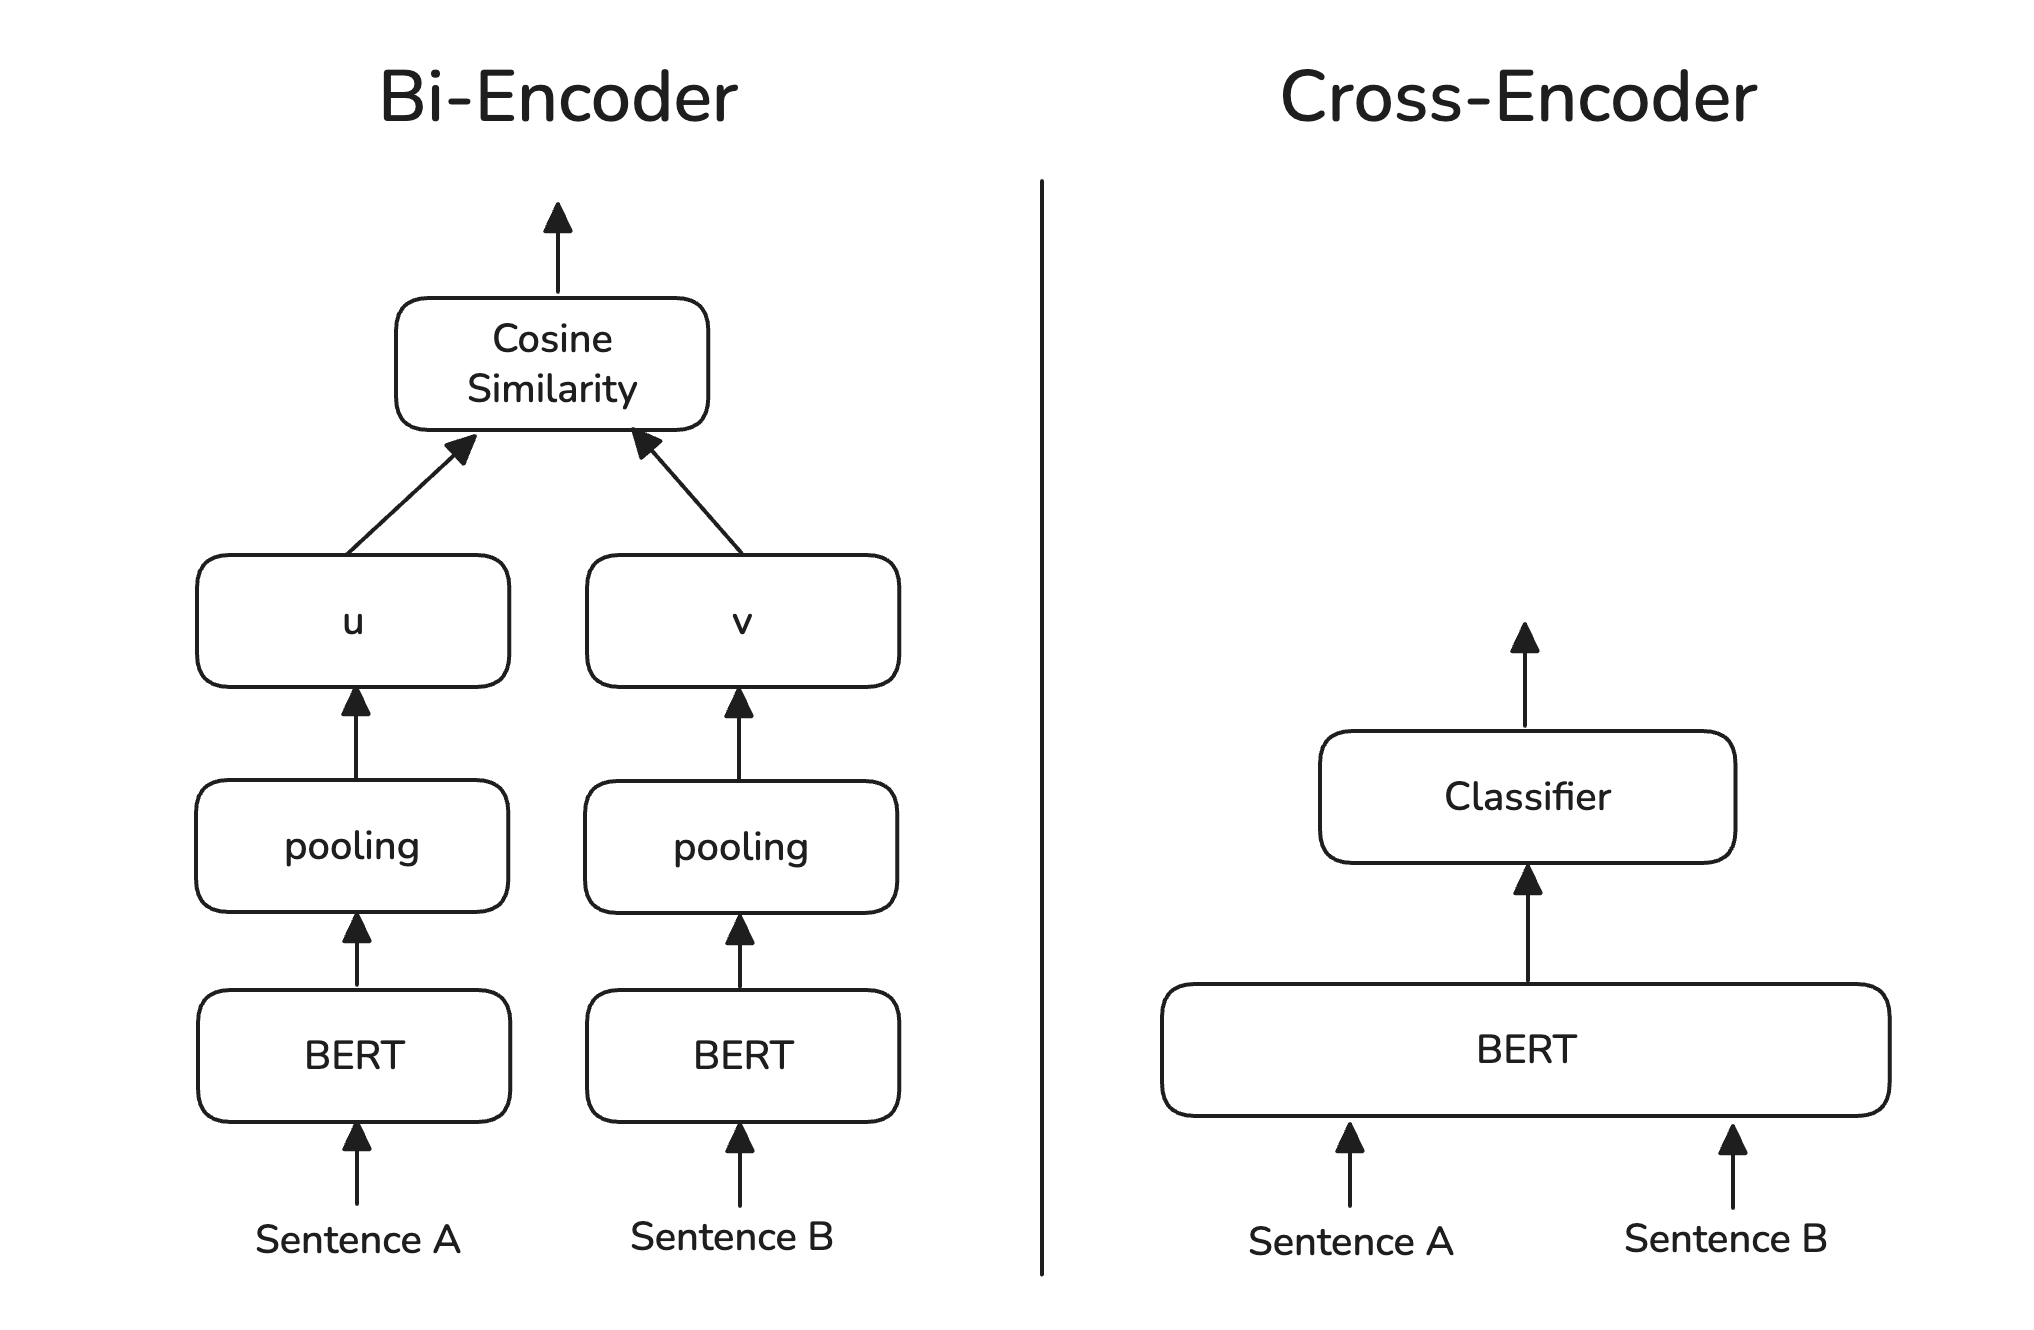 Bi-Encoder
Cosine
Similarity
u
v
pooling
pooling
BERT
BERT
Sentence A
Sentence B
Cross-Encoder
Classifier
BERT
Sentence A
Sentence B